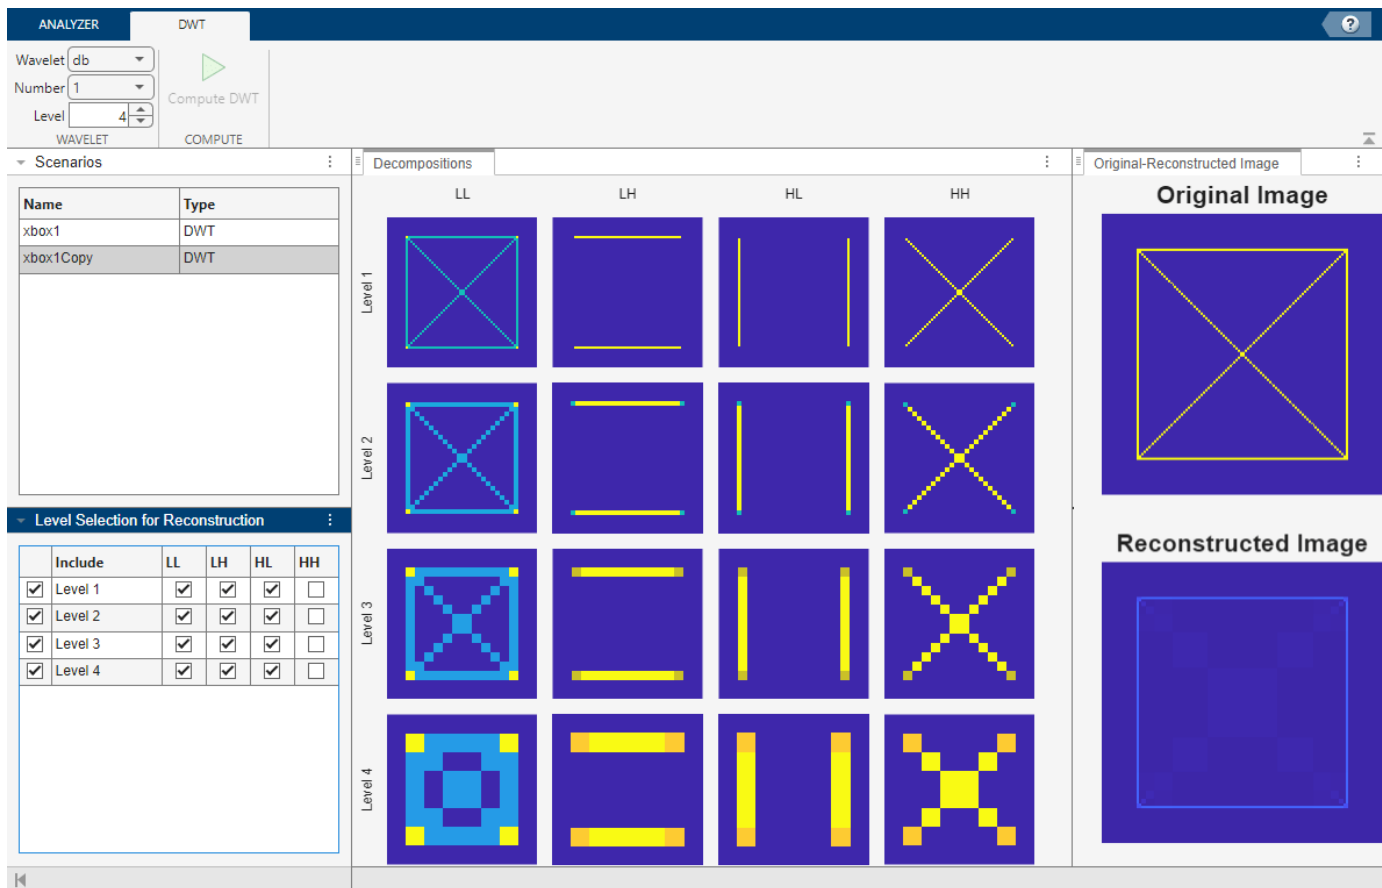 ANALYZER DWT
?
Wavelet db
Number 1
Compute DWT
Level 4
WAVELET COMPUTE
Scenarios
Decompositions
Original-Reconstructed Image
Name Type
xbox1 DWT
xbox1Copy DWT
LL LH HL HH
Level 1
Level 2
Level 3
Level 4
Original Image
Reconstructed Image
Level Selection for Reconstruction
Include LL LH HL HH
Level 1
Level 2
Level 3
Level 4